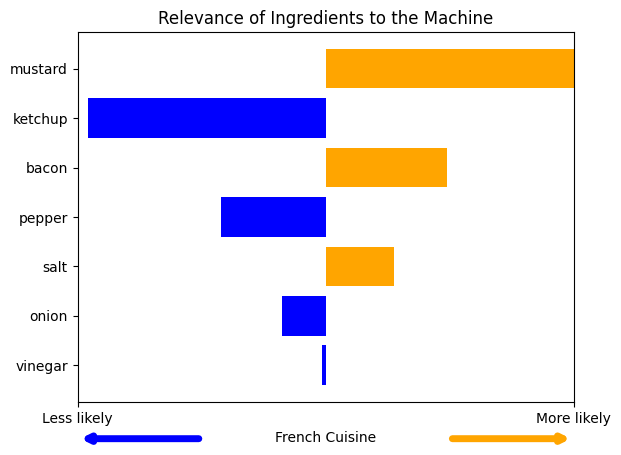 Relevance of Ingredients to the Machine
mustard
ketchup
bacon
pepper
salt
onion
vinegar
Less likely
More likely
French Cuisine